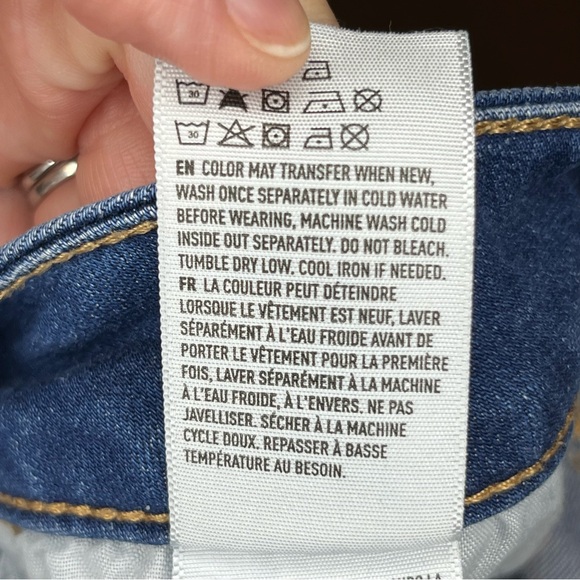 30
30
EN COLOR MAY TRANSFER WHEN NEW,
WASH ONCE SEPARATELY IN COLD WATER
BEFORE WEARING, MACHINE WASH COLD
INSIDE OUT SEPARATELY. DO NOT BLEACH.
TUMBLE DRY LOW. COOL IRON IF NEEDED.
FR LA COULEUR PEUT DÉTEINDRE
LORSQUE LE VÊTEMENT EST NEUF, LAVER
SÉPARÉMENT À L'EAU FROIDE AVANT DE
PORTER LE VÊTEMENT POUR LA PREMIÈRE
FOIS, LAVER SÉPARÉMENT À LA MACHINE
À L'EAU FROIDE, À L'ENVERS. NE PAS
JAVELLISER. SÉCHER À LA MACHINE
CYCLE DOUX. REPASSER À BASSE
TEMPÉRATURE AU BESOIN.